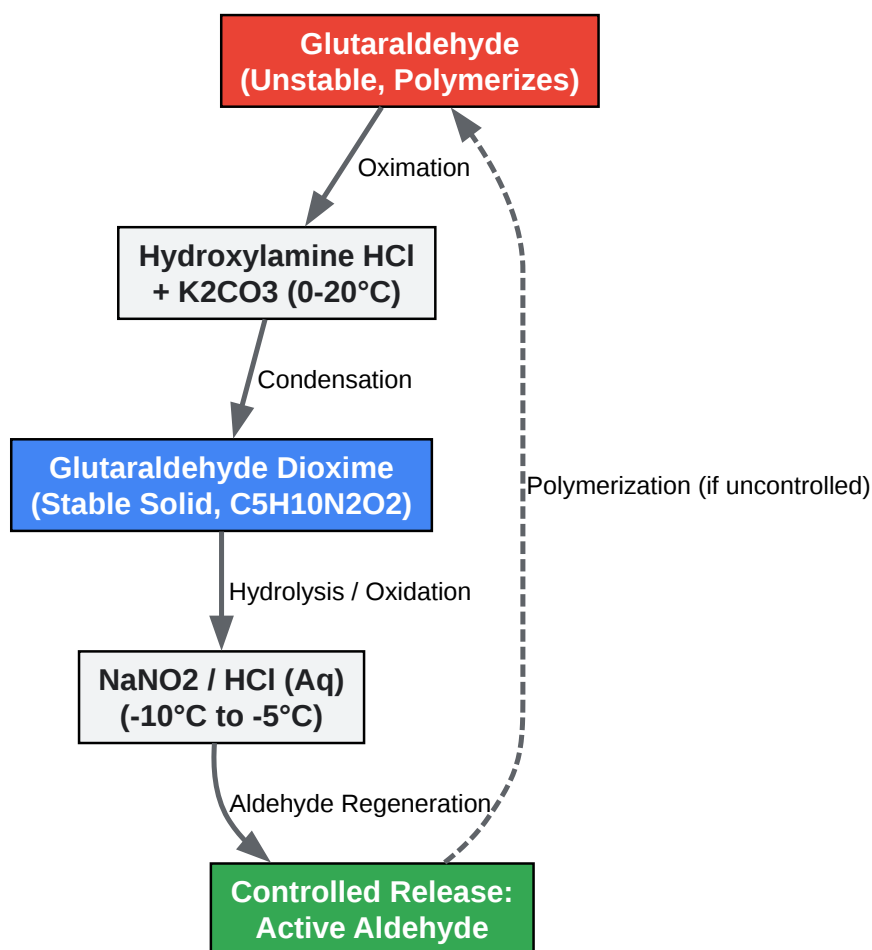 Glutaraldehyde
(Unstable, Polymerizes)
Oximation
Hydroxylamine HCl
+ K2CO3 (0-20°C)
Condensation
Glutaraldehyde Dioxime
(Stable Solid, C5H10N2O2)
Polymerization (if uncontrolled)
Hydrolysis / Oxidation
NaNO2 / HCl (Aq)
(-10°C to -5°C)
Aldehyde Regeneration
Controlled Release:
Active Aldehyde